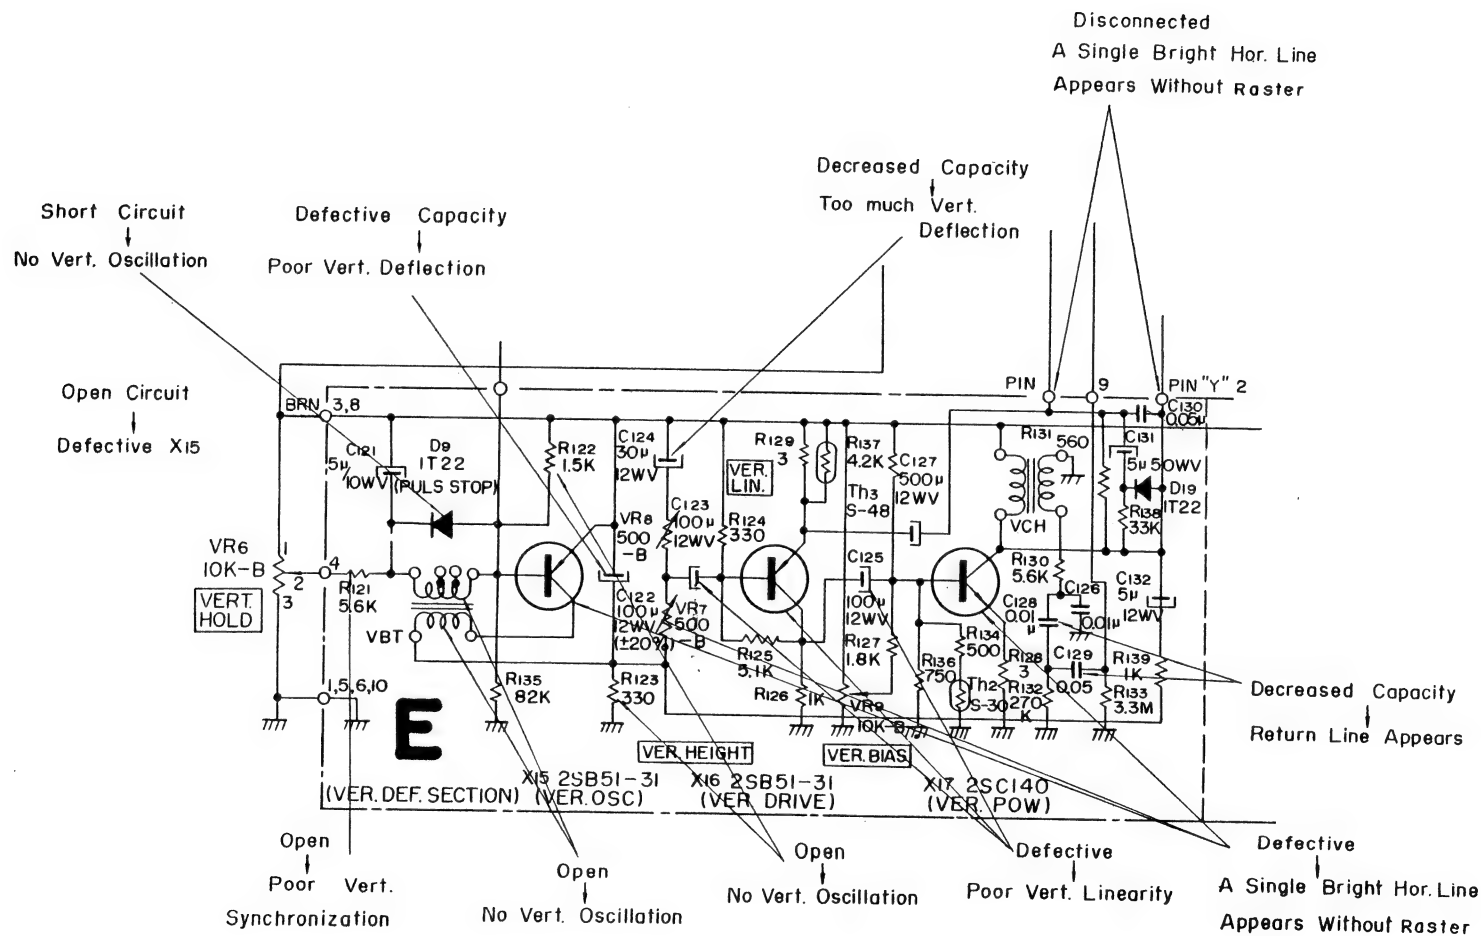 Disconnected
A Single Bright Hor. Line
Appears Without Raster
Decreased Capacity
Too much Vert.
Deflection
Short Circuit
No Vert. Oscillation
Defective Capacity
Poor Vert. Deflection
Open Circuit
Defective X15
BRN 3,8
PIN
9
PIN "Y" 2
C121
5μ/
10WV
D9
1T22
(PULS STOP)
R122
1.5K
C124
30μ
12WV
VER.
LIN.
R129
3
R137
4.2K
Th3
S-48
C127
500μ
12WV
R131
560
C130
0.05μ
C131
5μ 50WV
D19
1T22
R138
33K
VCH
VR8
500
-B
C123
100μ
12WV
R124
330
VR6
10K-B
1
2
3
4
VERT.
HOLD
R121
5.6K
VBT
C122
100μ
12WV
(±20%)
VR7
500
-B
C125
100μ
12WV
R130
5.6K
C126
0.01μ
C128
0.01
μ
C132
5μ
12WV
R125
5.1K
R127
1.8K
R134
500
R136
750
R128
3
C129
0.05
R139
1K
R135
82K
R123
330
R126
1K
VR9
10K-B
Th2
S-30
R132
270
K
R133
3.3M
1,5,6,10
E
VER.HEIGHT
VER.BIAS
X15 2SB51-31
(VER.DEF.SECTION) (VER.OSC)
X16 2SB51-31
(VER DRIVE)
X17 2SC140
(VER. POW)
Decreased Capacity
Return Line Appears
Open
Poor Vert.
Synchronization
Open
No Vert. Oscillation
Open
No Vert. Oscillation
Defective
Poor Vert. Linearity
Defective
A Single Bright Hor. Line
Appears Without Raster